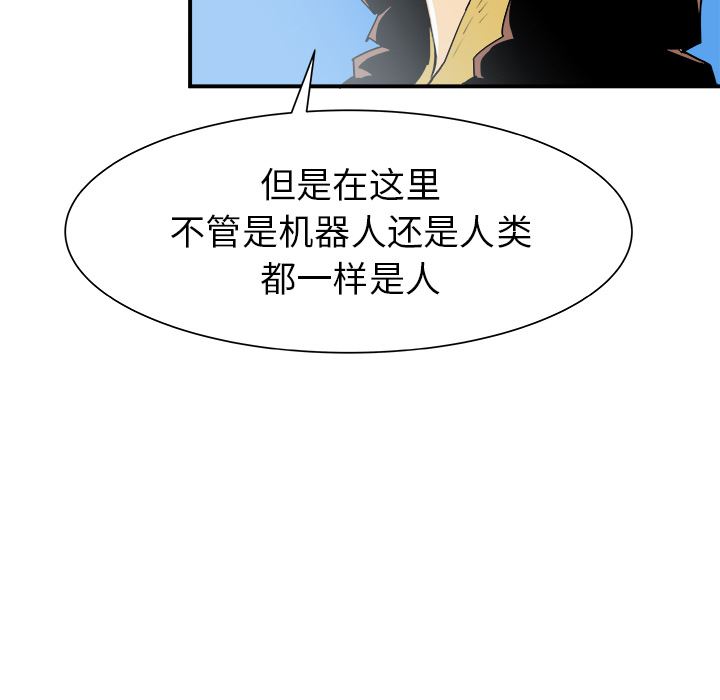 但是在这里
不管是机器人还是人类
都一样是人